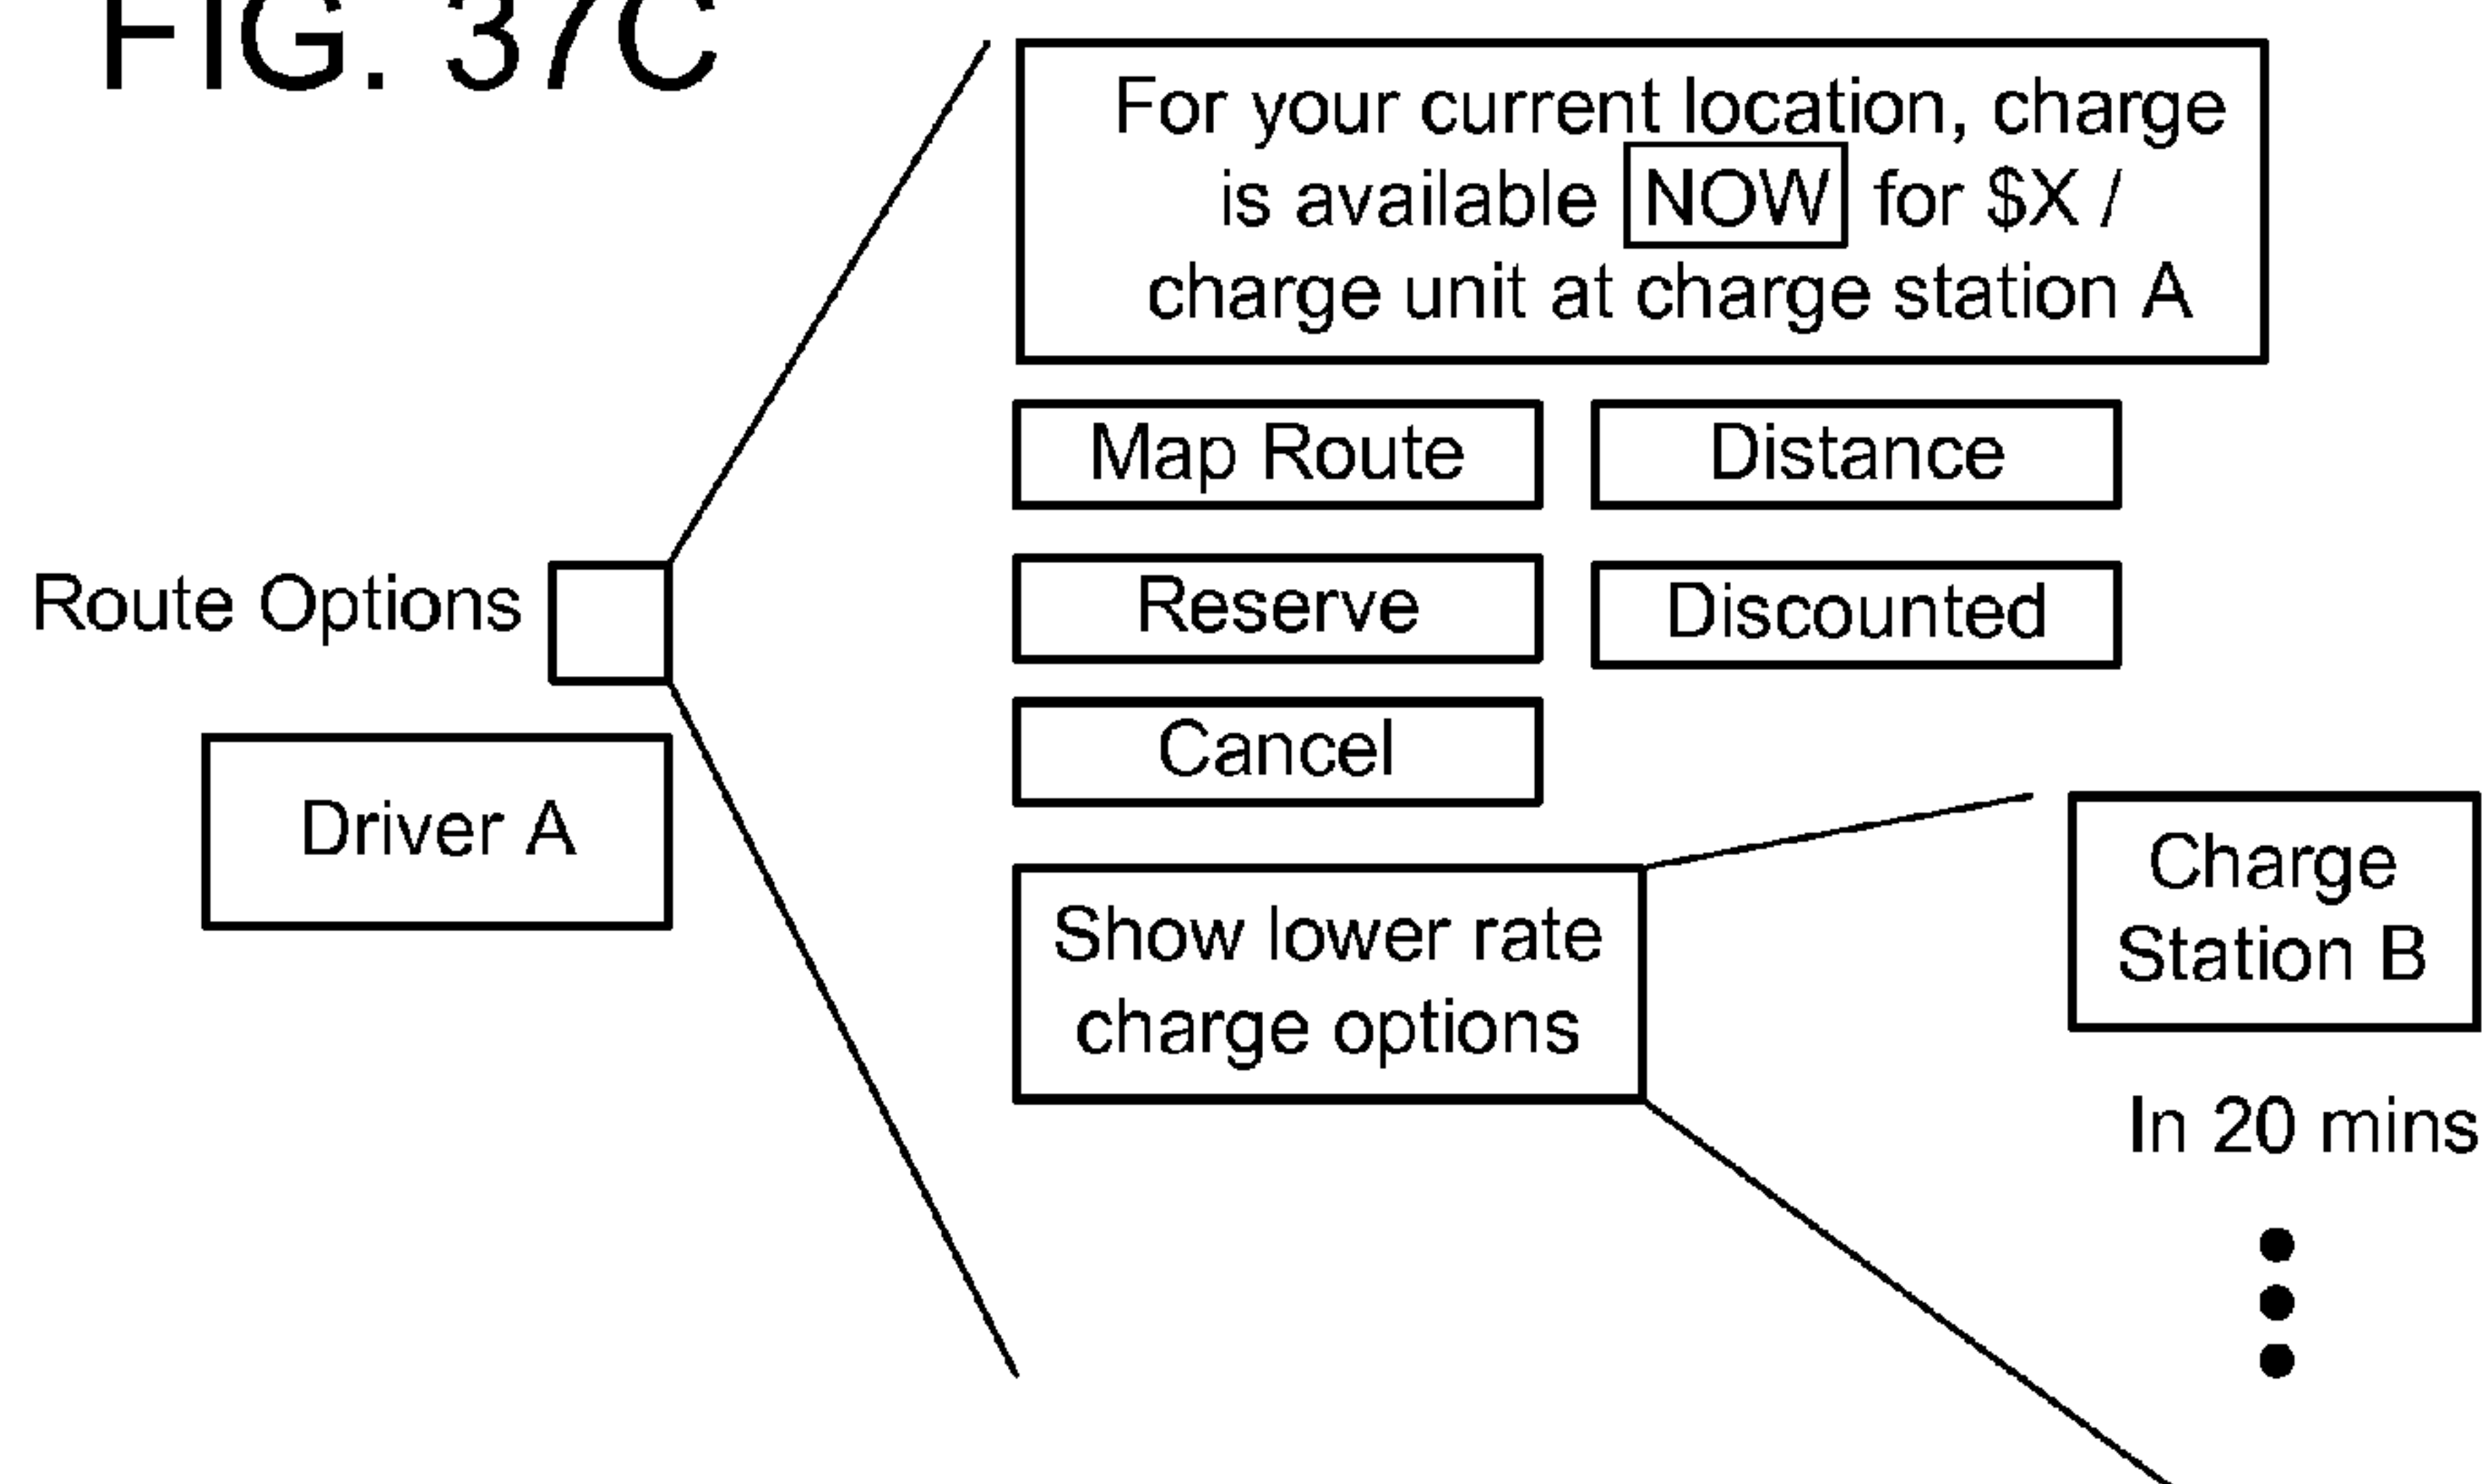 FIG. 37C
For your current location, charge
is available NOW for $X /
charge unit at charge station A
Map Route
Distance
Route Options
Reserve
Discounted
Cancel
Driver A
Show lower rate
charge options
Charge
Station B
In 20 mins